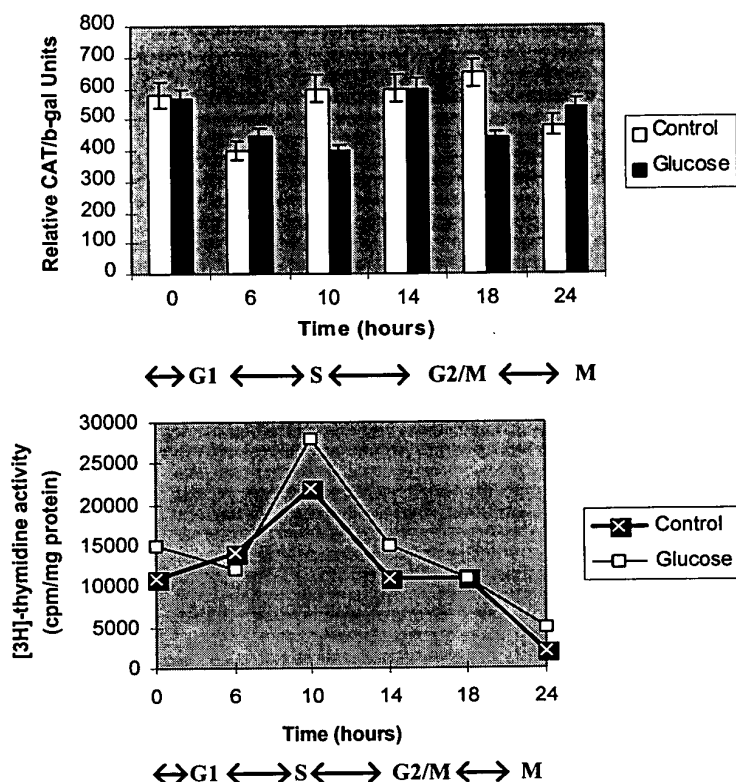 Relative CAT/b-gal Units
800
700
600
500
400
300
200
100
0
0 6 10 14 18 24
Time (hours)
Control
Glucose
↔ G1 ↔ S ↔ G2/M ↔ M
[3H]-thymidine activity
(cpm/mg protein)
30000
25000
20000
15000
10000
5000
0
0 6 10 14 18 24
Time (hours)
Control
Glucose
↔ G1 ↔ S ↔ G2/M ↔ M